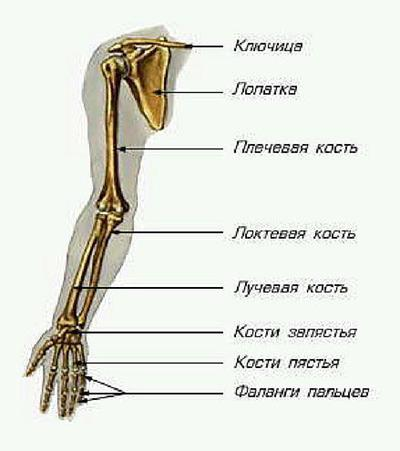 Ключица
Лопатка
Плечевая кость
Локтевая кость
Лучевая кость
Кости запястья
Кости пястья
Фаланги пальцев